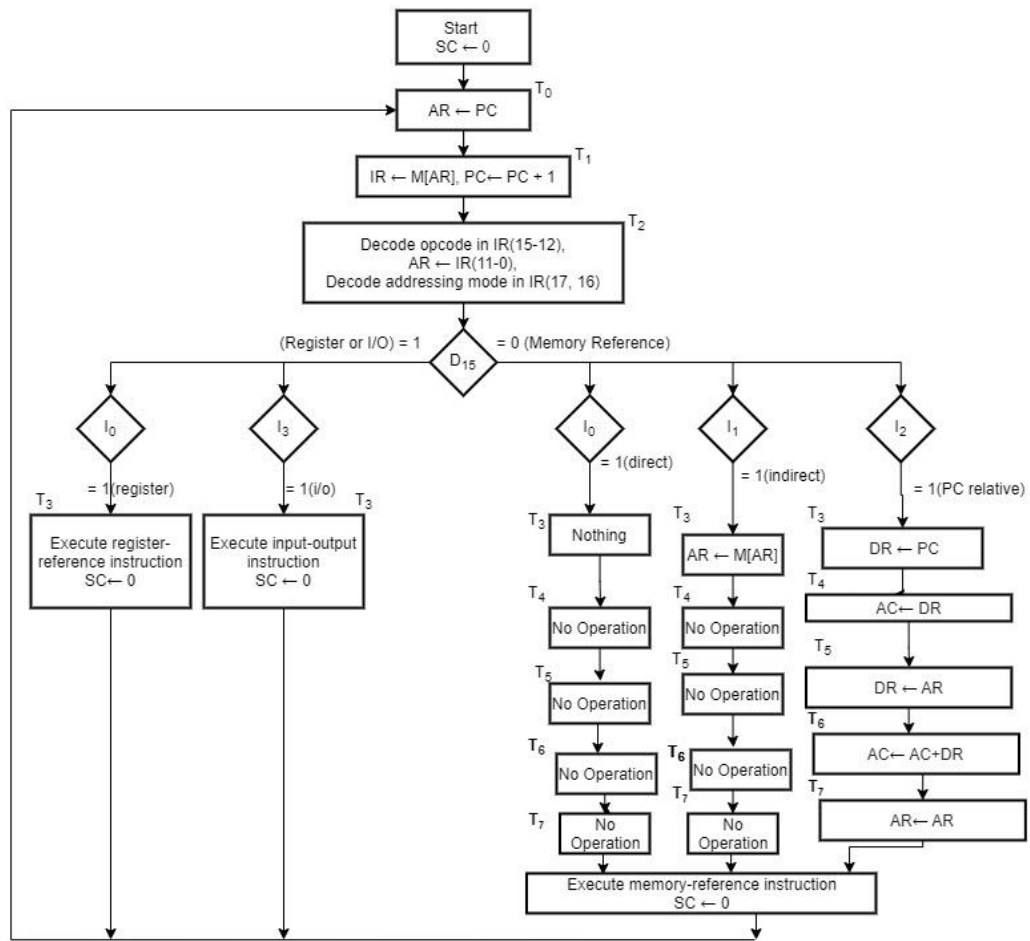 Start
SC ← 0
T₀
AR ← PC
T₁
IR ← M[AR], PC← PC + 1
T₂
Decode opcode in IR(15-12),
AR ← IR(11-0),
Decode addressing mode in IR(17, 16)
(Register or I/O) = 1
D₁₅
= 0 (Memory Reference)
I₀
= 1(register)
T₃
Execute register-
reference instruction
SC← 0
I₃
= 1(i/o)
T₃
Execute input-output
instruction
SC ← 0
I₀
= 1(direct)
T₃
Nothing
T₄
No Operation
T₅
No Operation
T₆
No Operation
T₇
No
Operation
I₁
= 1(indirect)
T₃
AR ← M[AR]
T₄
No Operation
T₅
No Operation
T₆
No Operation
T₇
No
Operation
I₂
= 1(PC relative)
T₃
DR ← PC
T₄
AC← DR
T₅
DR ← AR
T₆
AC← AC+DR
T₇
AR← AR
Execute memory-reference instruction
SC ← 0